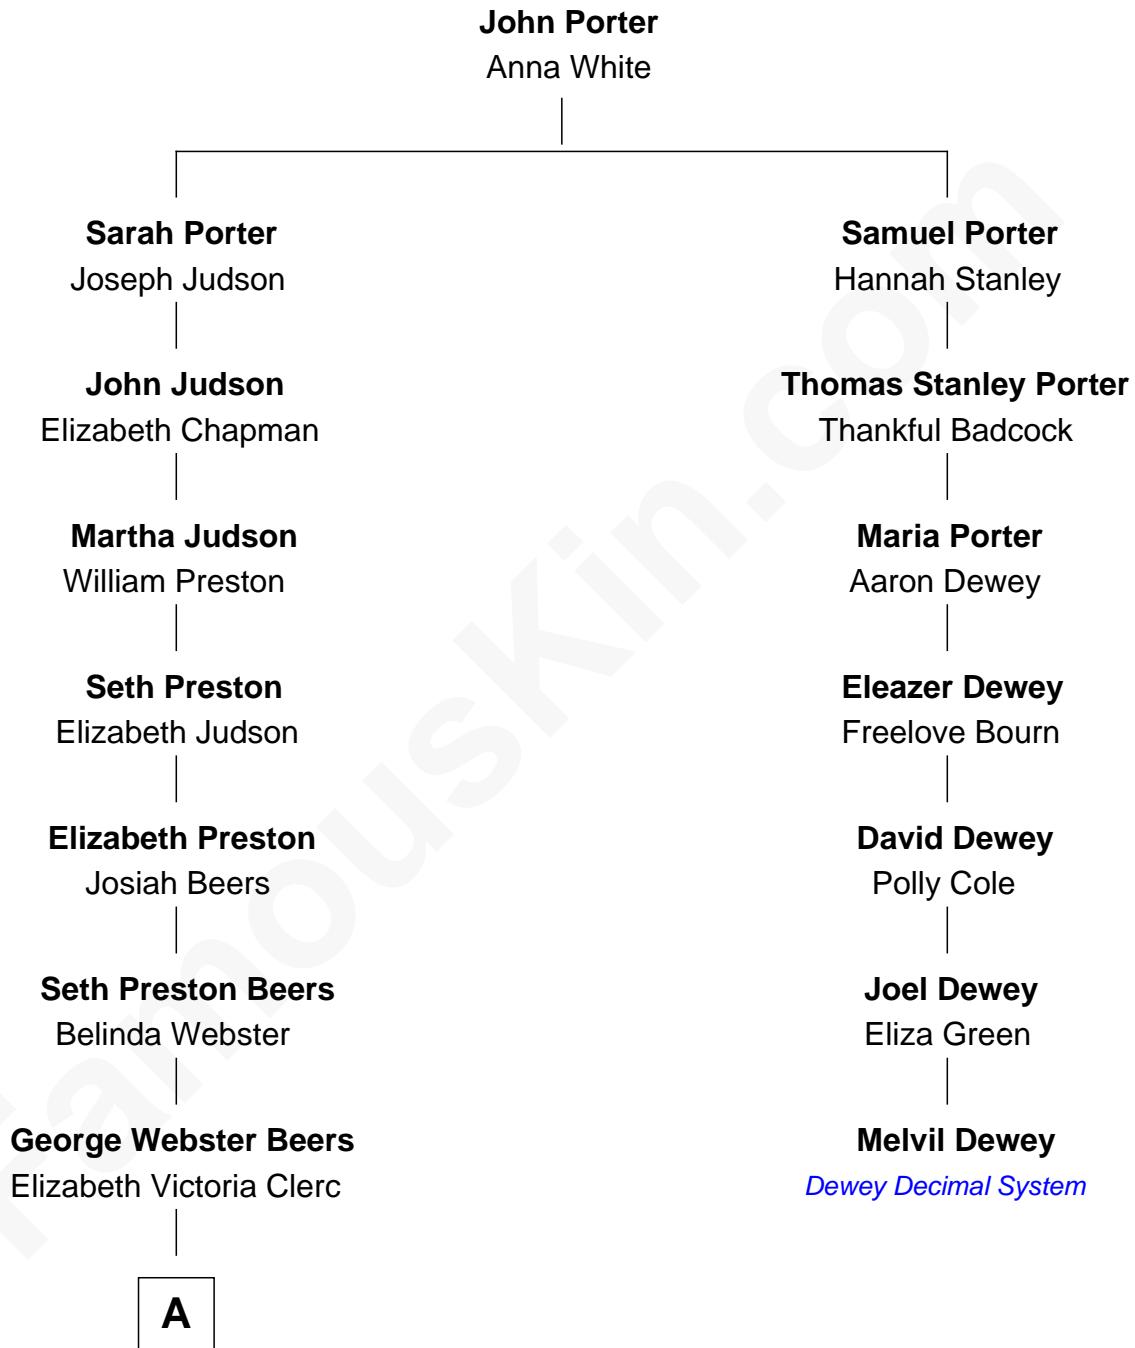 John Porter
Anna White
Sarah Porter
Joseph Judson
Samuel Porter
Hannah Stanley
John Judson
Elizabeth Chapman
Thomas Stanley Porter
Thankful Badcock
Martha Judson
William Preston
Maria Porter
Aaron Dewey
Seth Preston
Elizabeth Judson
Eleazer Dewey
Freelove Bourn
Elizabeth Preston
Josiah Beers
David Dewey
Polly Cole
Seth Preston Beers
Belinda Webster
Joel Dewey
Eliza Green
George Webster Beers
Elizabeth Victoria Clerc
Melvil Dewey
Dewey Decimal System
A
FamousKin.com